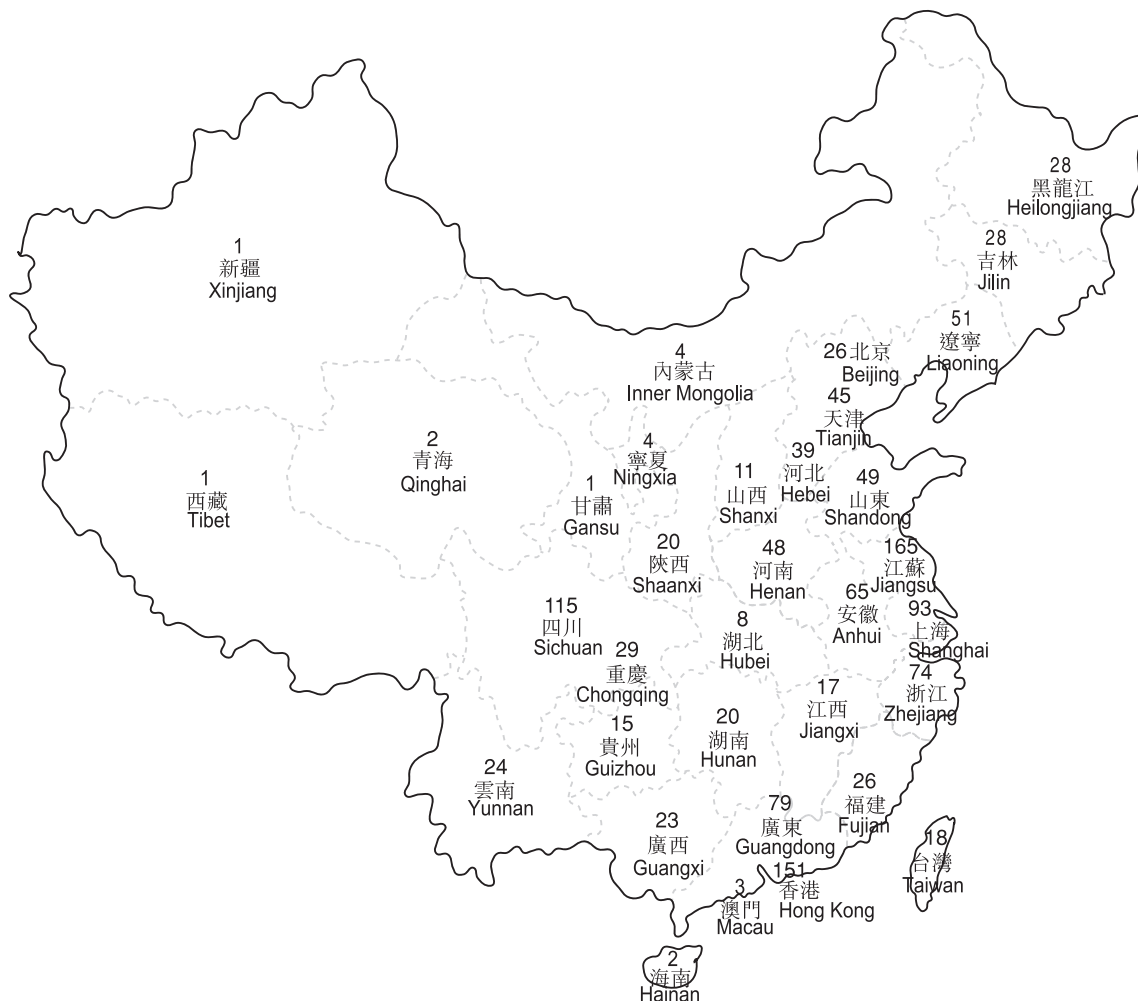 28
黑龍江
Heilongjiang
28
吉林
Jilin
1
新疆
Xinjiang
51
遼寧
Liaoning
26北京
Beijing
4
內蒙古
Inner Mongolia
45
天津
Tianjin
2
青海
Qinghai
4
寧夏
Ningxia
39
河北
Hebei
1
西藏
Tibet
1
甘肅
Gansu
11
山西
Shanxi
49
山東
Shandong
20
陝西
Shaanxi
48
河南
Henan
165
江蘇
Jiangsu
65
安徽
Anhui
115
四川
Sichuan
8
湖北
Hubei
93
上海
Shanghai
29
重慶
Chongqing
74
浙江
Zhejiang
17
江西
Jiangxi
15
貴州
Guizhou
20
湖南
Hunan
24
雲南
Yunnan
26
福建
Fujian
23
廣西
Guangxi
79
廣東
Guangdong
18
台灣
Taiwan
151
香港
Hong Kong
3
澳門
Macau
2
海南
Hainan